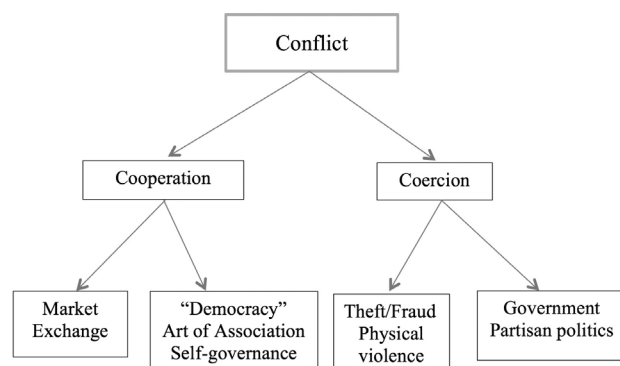 Conflict
Cooperation
Coercion
Market
Exchange
“Democracy”
Art of Association
Self-governance
Theft/Fraud
Physical
violence
Government
Partisan politics